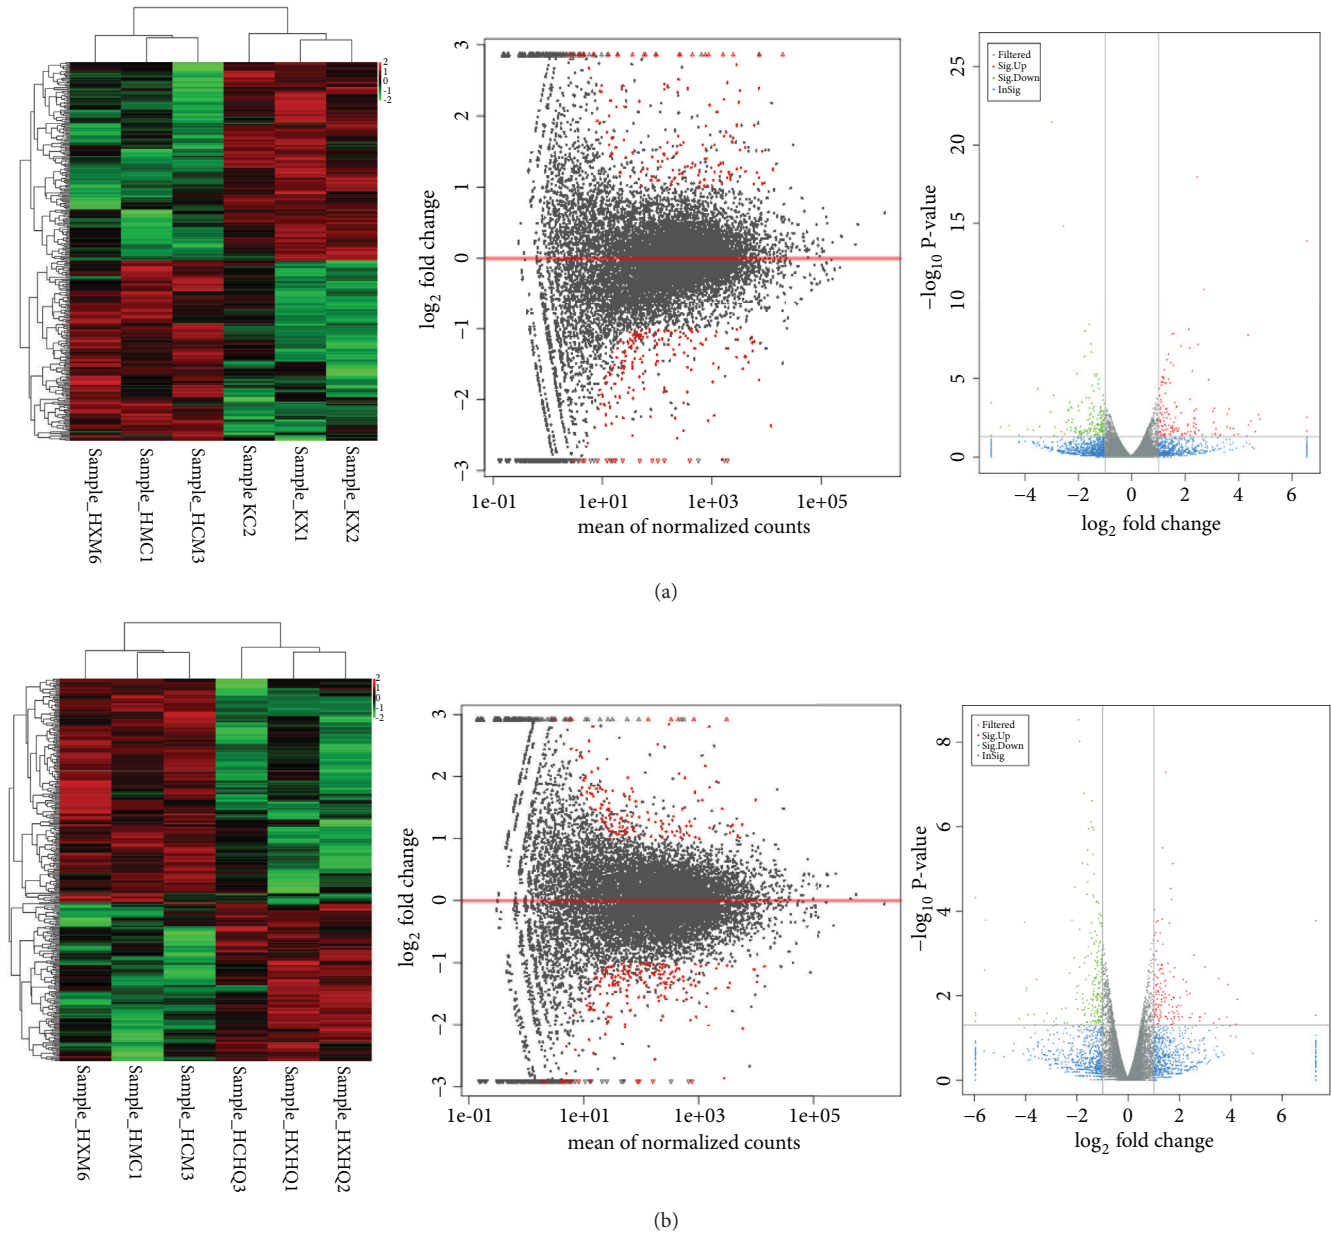 2
1
0
-1
-2
Sample_HXM6
Sample_HMC1
Sample_HCM3
Sample KC2
Sample_KX1
Sample_KX2
3
2
1
0
−1
−2
−3
log2 fold change
1e-01
1e+01
1e+03
1e+05
mean of normalized counts
Filtered
Sig.Up
Sig.Down
InSig
25
20
15
10
5
0
−log10 P-value
−4
−2
0
2
4
6
log2 fold change
(a)
2
1
0
-1
-2
Sample_HXM6
Sample_HMC1
Sample_HCM3
Sample_HCHQ3
Sample_HXHQ1
Sample_HXHQ2
3
2
1
0
−1
−2
−3
log2 fold change
1e-01
1e+01
1e+03
1e+05
mean of normalized counts
Filtered
Sig.Up
Sig.Down
InSig
8
6
4
2
0
−log10 P-value
−6
−4
−2
0
2
4
6
log2 fold change
(b)